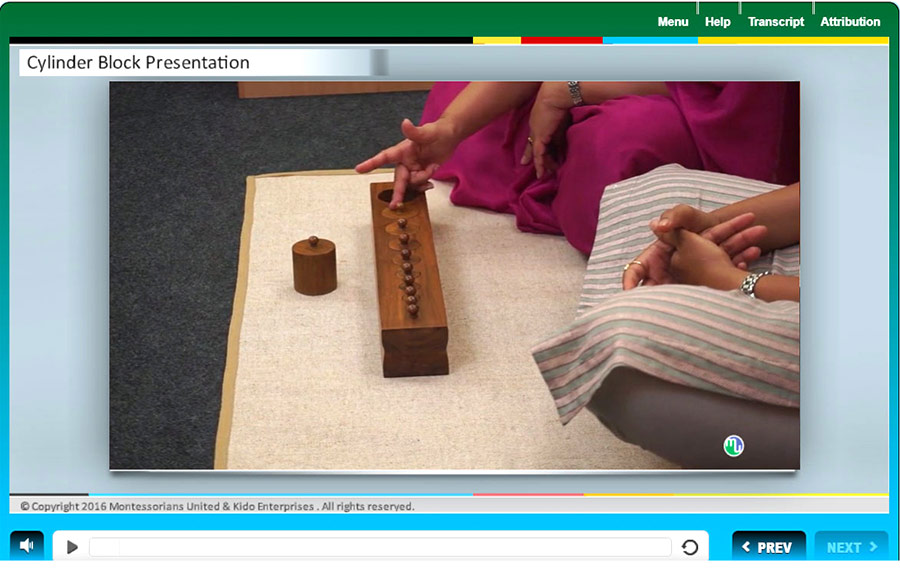 Menu Help Transcript Attribution
Cylinder Block Presentation
© Copyright 2016 Montessorians United & Kido Enterprises . All rights reserved.
PREV NEXT